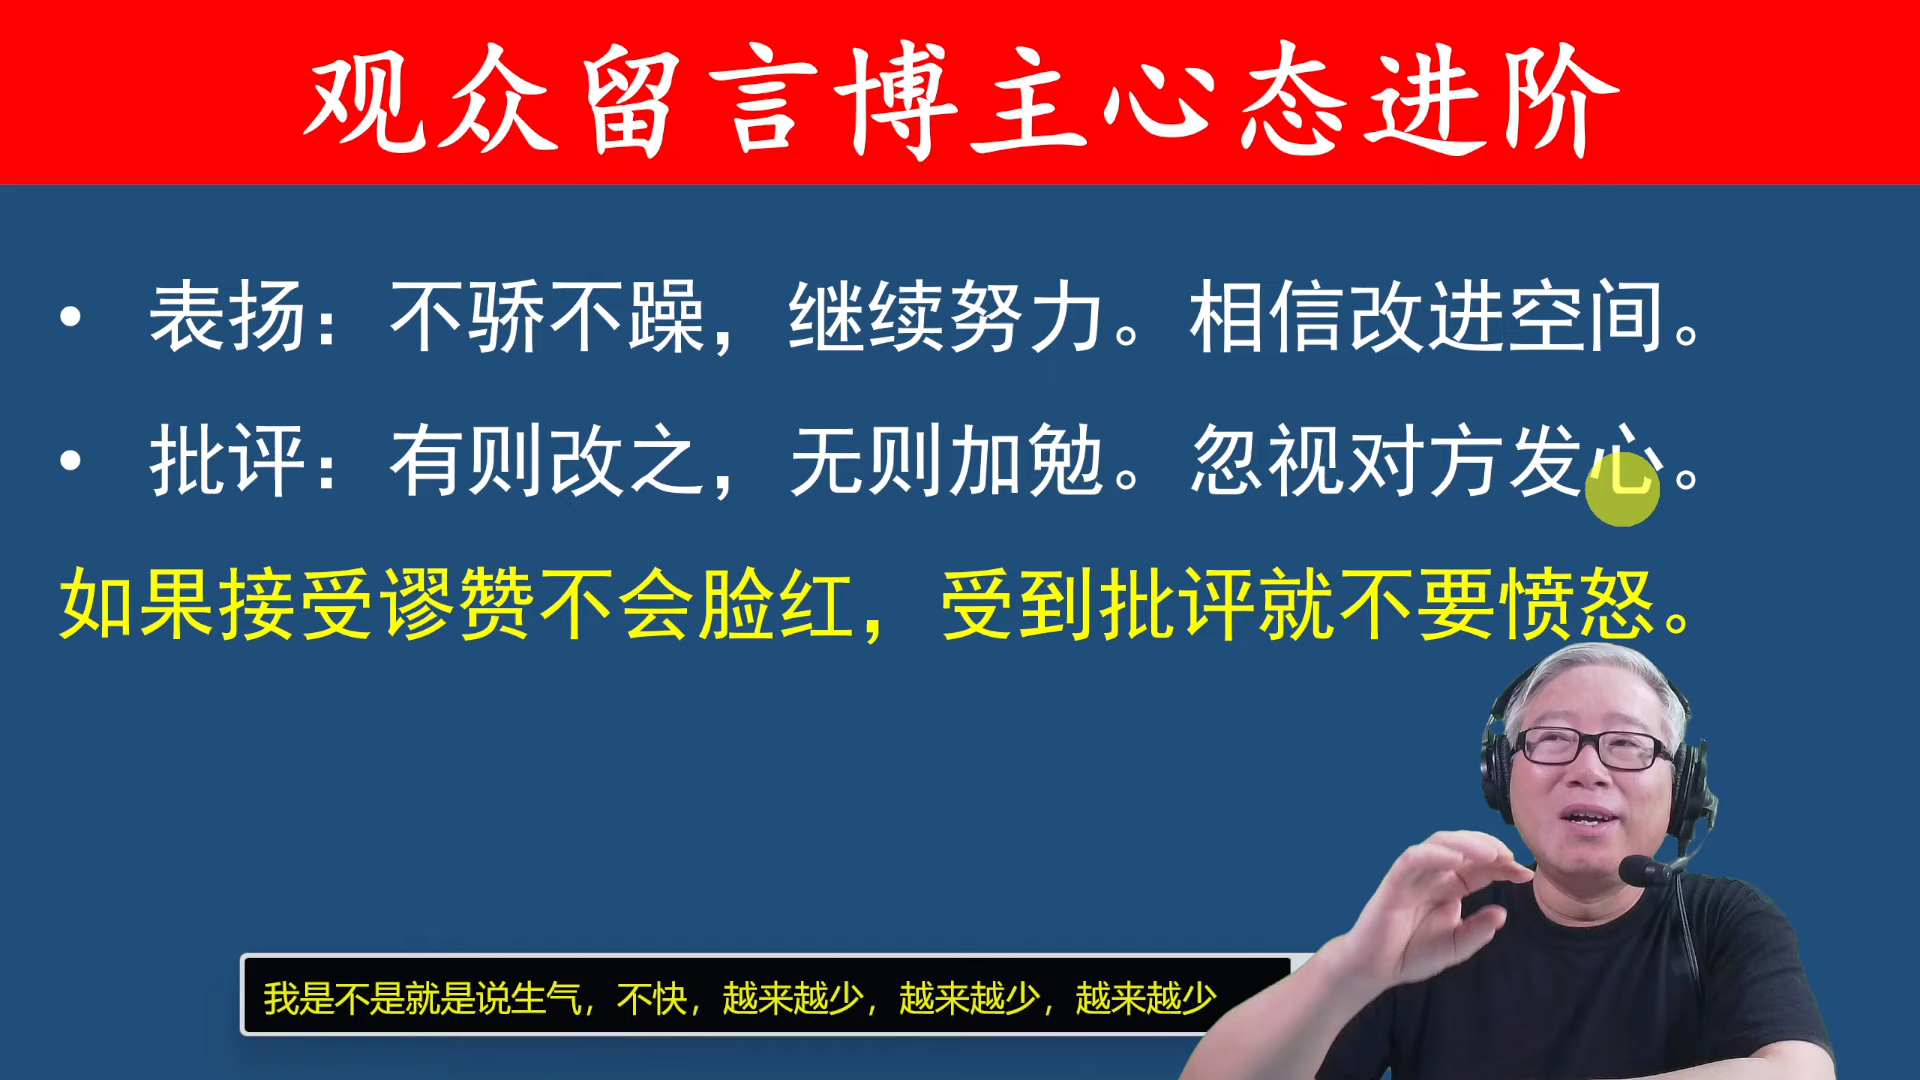 观众留言博主心态进阶
• 表扬：不骄不躁，继续努力。相信改进空间。
• 批评：有则改之，无则加勉。忽视对方发心。
如果接受谬赞不会脸红，受到批评就不要愤怒。
我是不是就是说生气，不快，越来越少，越来越少，越来越少